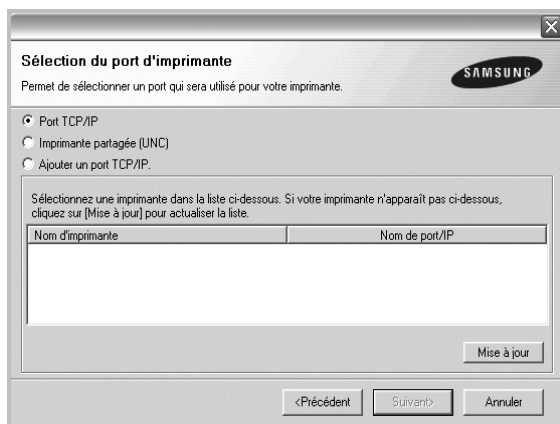 Sélection du port d'imprimante
Permet de sélectionner un port qui sera utilisé pour votre imprimante.
SAMSUNG
Port TCP/IP
Imprimante partagée (UNC)
Ajouter un port TCP/IP.
Sélectionnez une imprimante dans la liste ci-dessous. Si votre imprimante n'apparaît pas ci-dessous,
cliquez sur [Mise à jour] pour actualiser la liste.
Nom d'imprimante Nom de port/IP
Mise à jour
<Précédent Suivant> Annuler